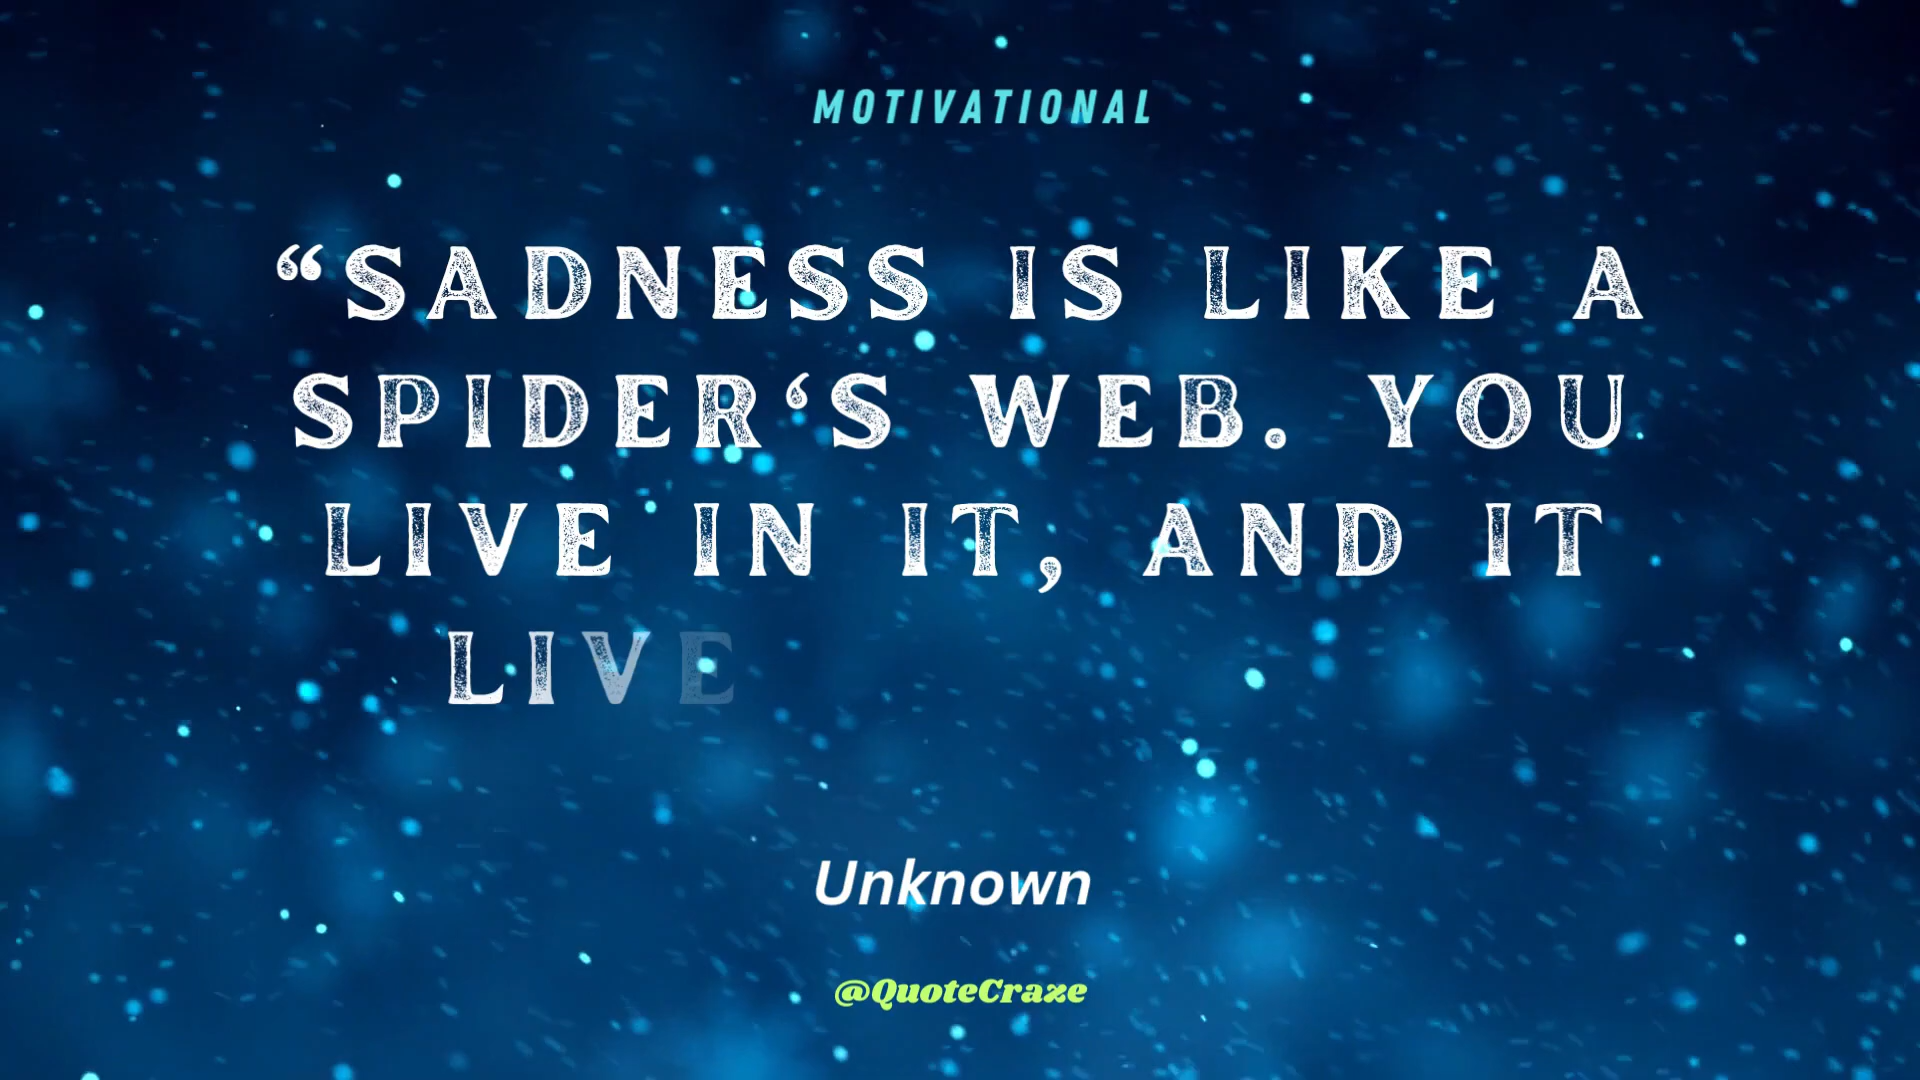 MOTIVATIONAL
“SADNESS IS LIKE A
SPIDER‘S WEB. YOU
LIVE IN IT, AND IT
LIVE
Unknown
@QuoteCraze